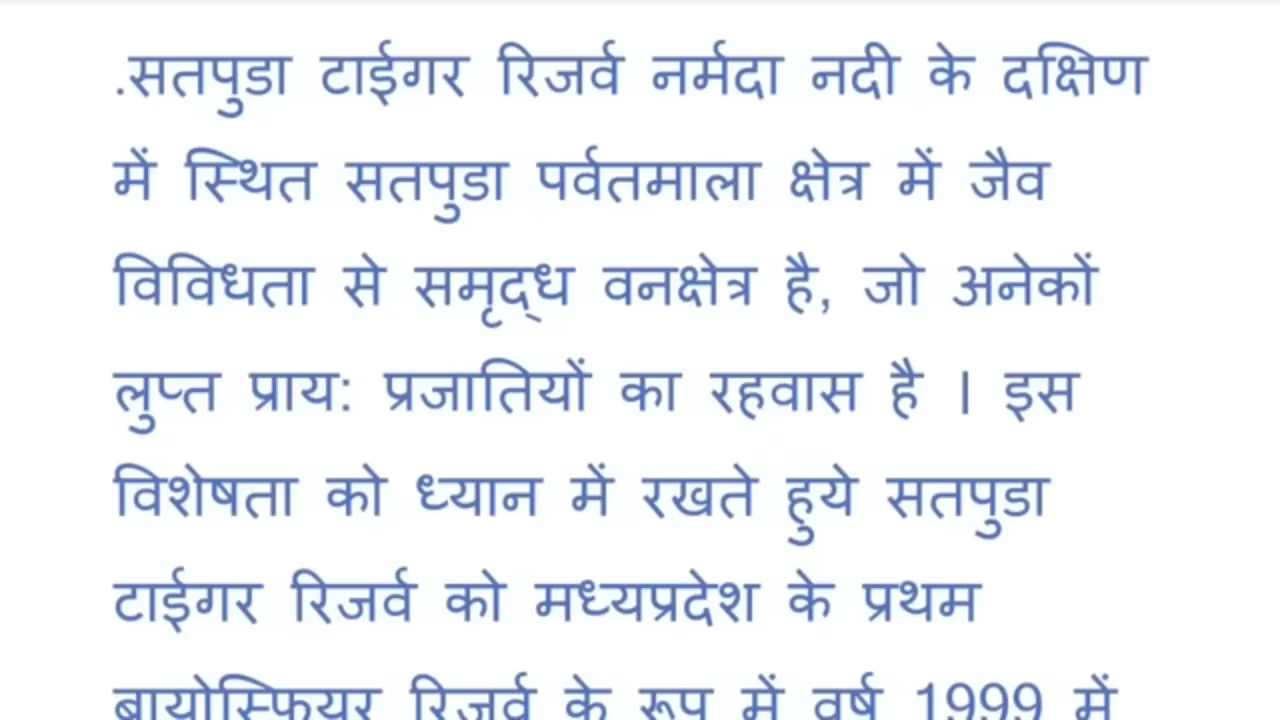 .सतपुडा टाईगर रिजर्व नर्मदा नदी के दक्षिण
में स्थित सतपुडा पर्वतमाला क्षेत्र में जैव
विविधता से समृद्ध वनक्षेत्र है, जो अनेकों
लुप्त प्राय: प्रजातियों का रहवास है । इस
विशेषता को ध्यान में रखते हुये सतपुडा
टाईगर रिजर्व को मध्यप्रदेश के प्रथम
बायोस्फियर रिजर्व के रूप में वर्ष 1999 में